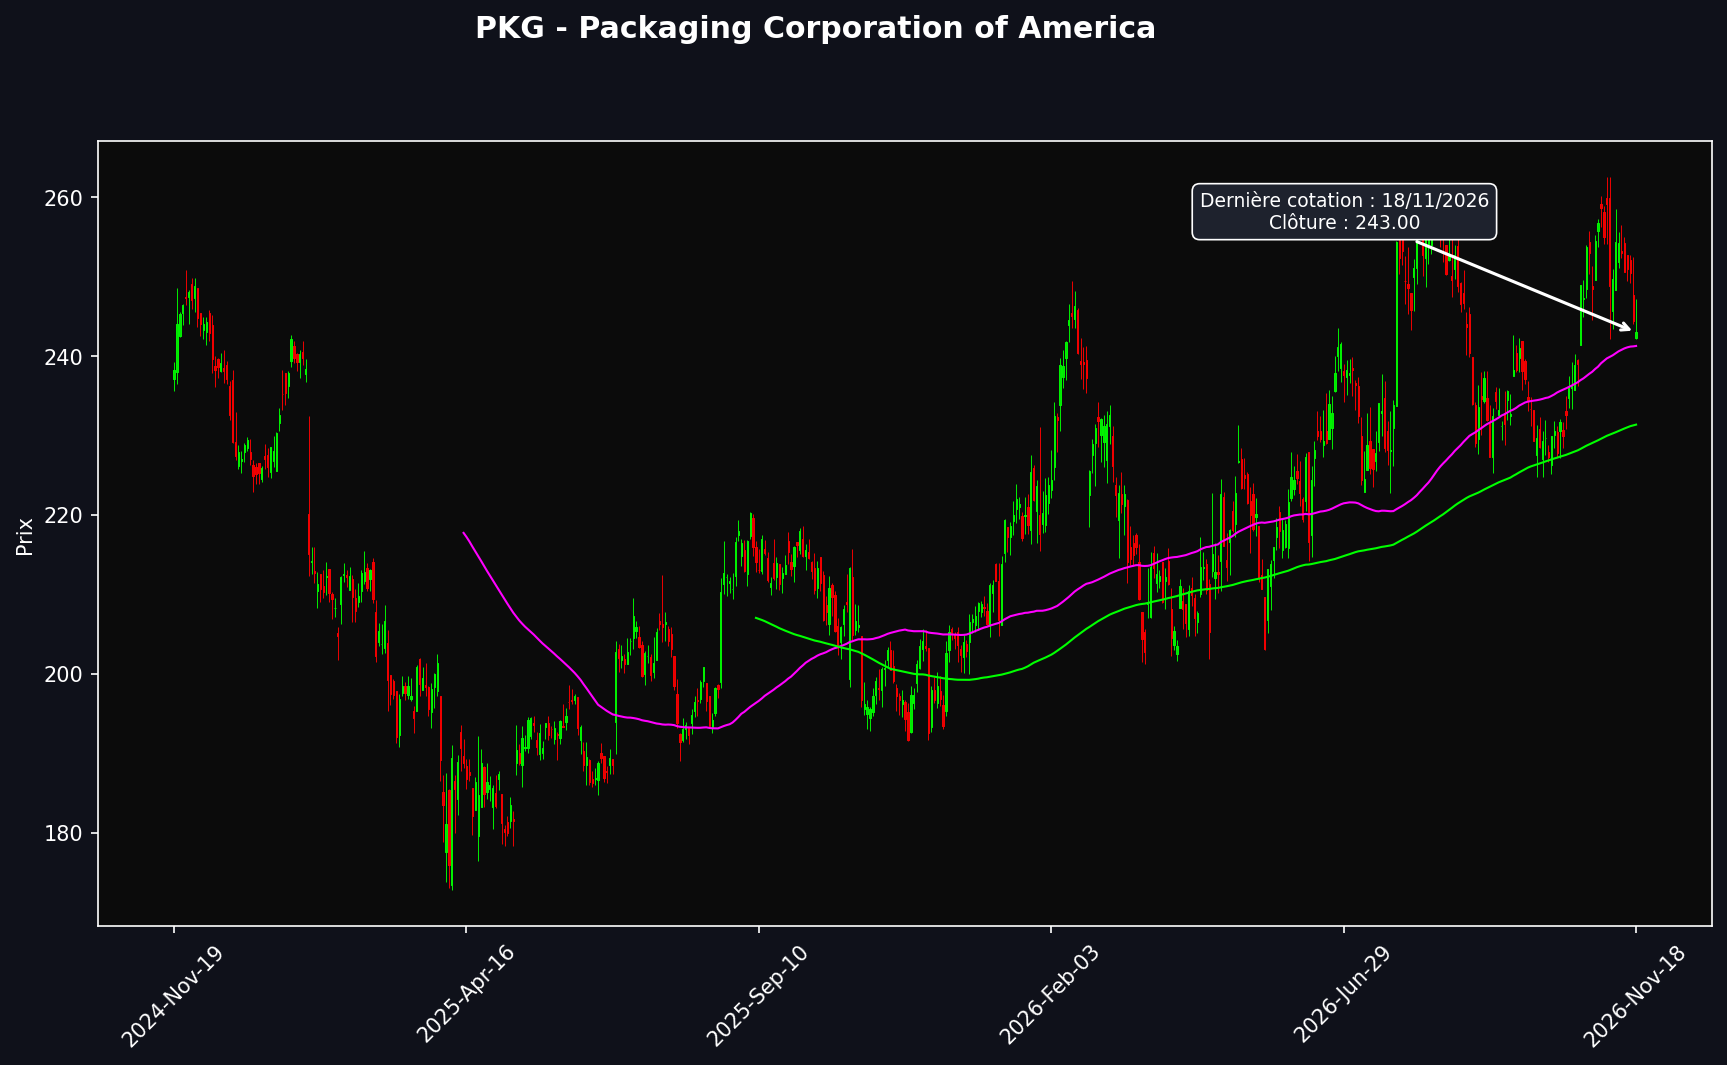 PKG - Packaging Corporation of America
Dernière cotation : 18/11/2026
Clôture : 243.00
Prix
260
240
220
200
180
2024-Nov-19
2025-Apr-16
2025-Sep-10
2026-Feb-03
2026-Jun-29
2026-Nov-18